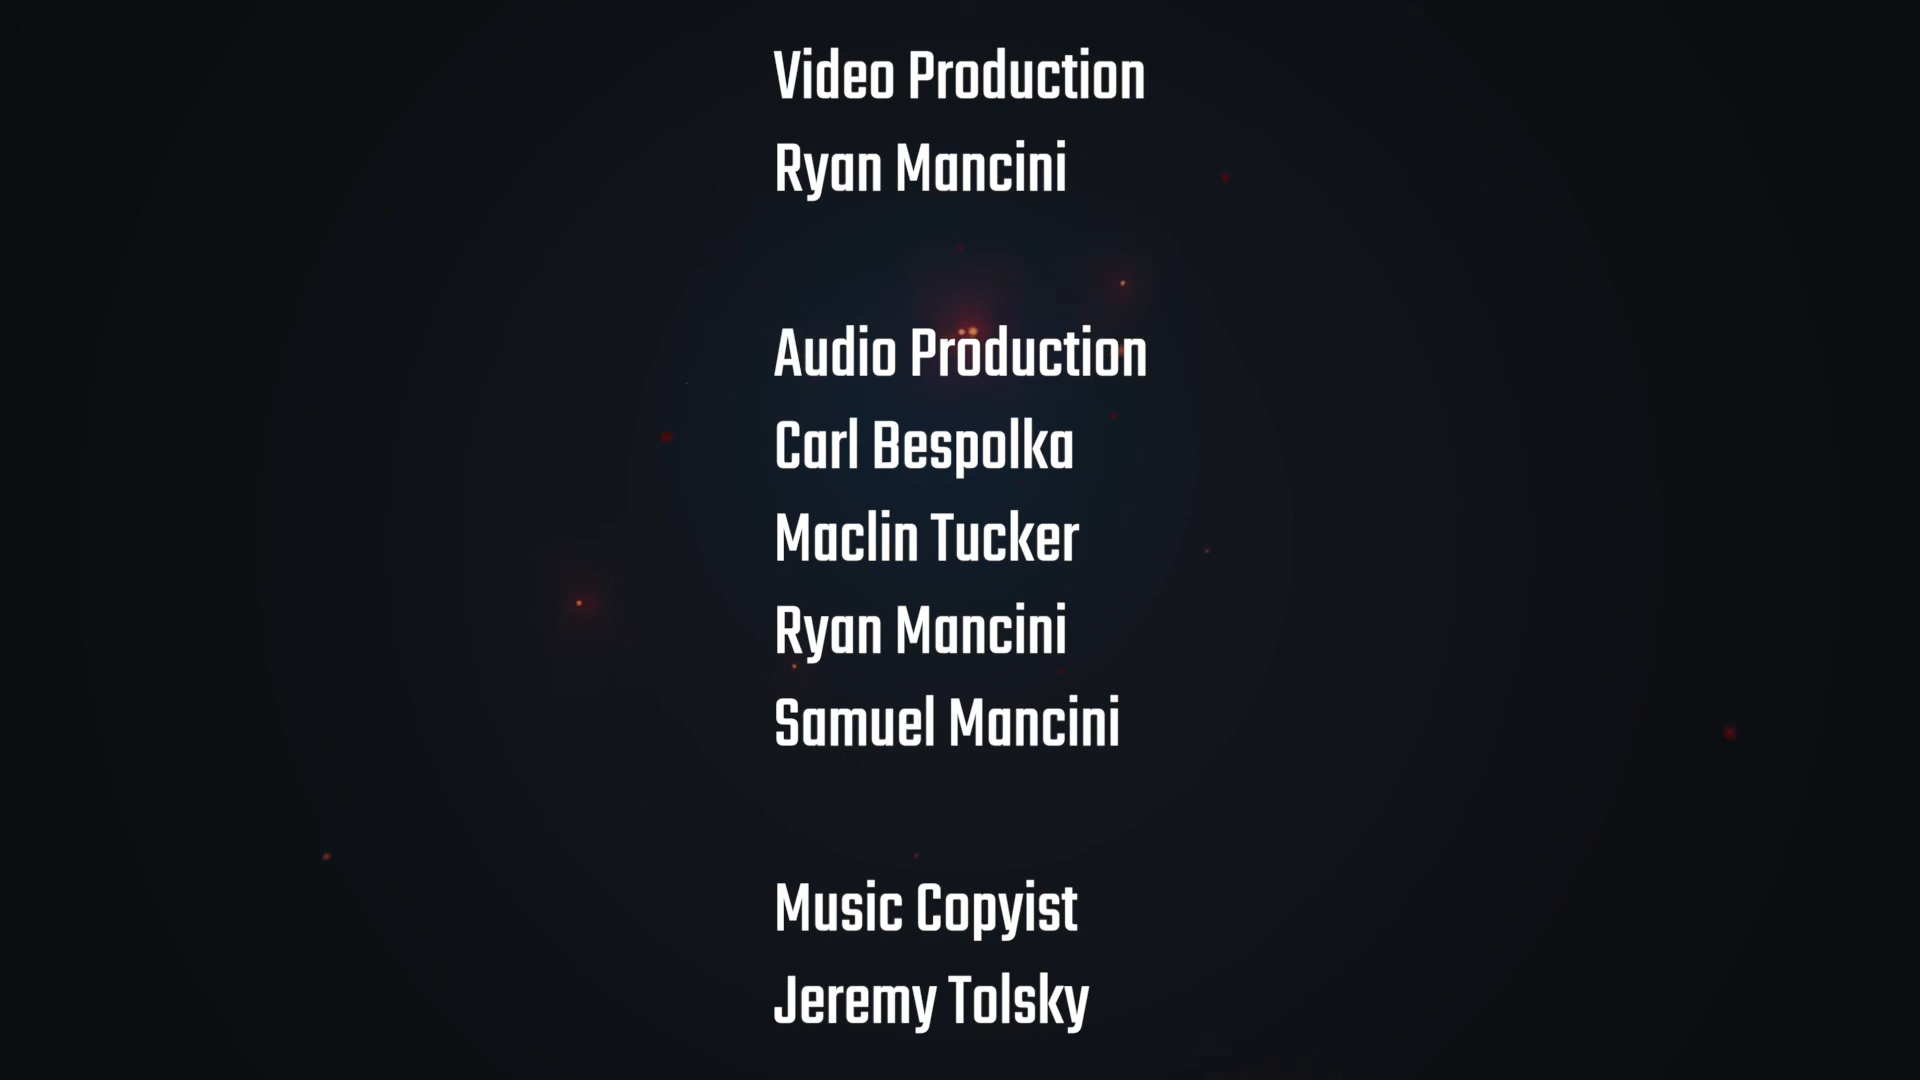 Video Production
Ryan Mancini
Audio Production
Carl Bespolka
Maclin Tucker
Ryan Mancini
Samuel Mancini
Music Copyist
Jeremy Tolsky